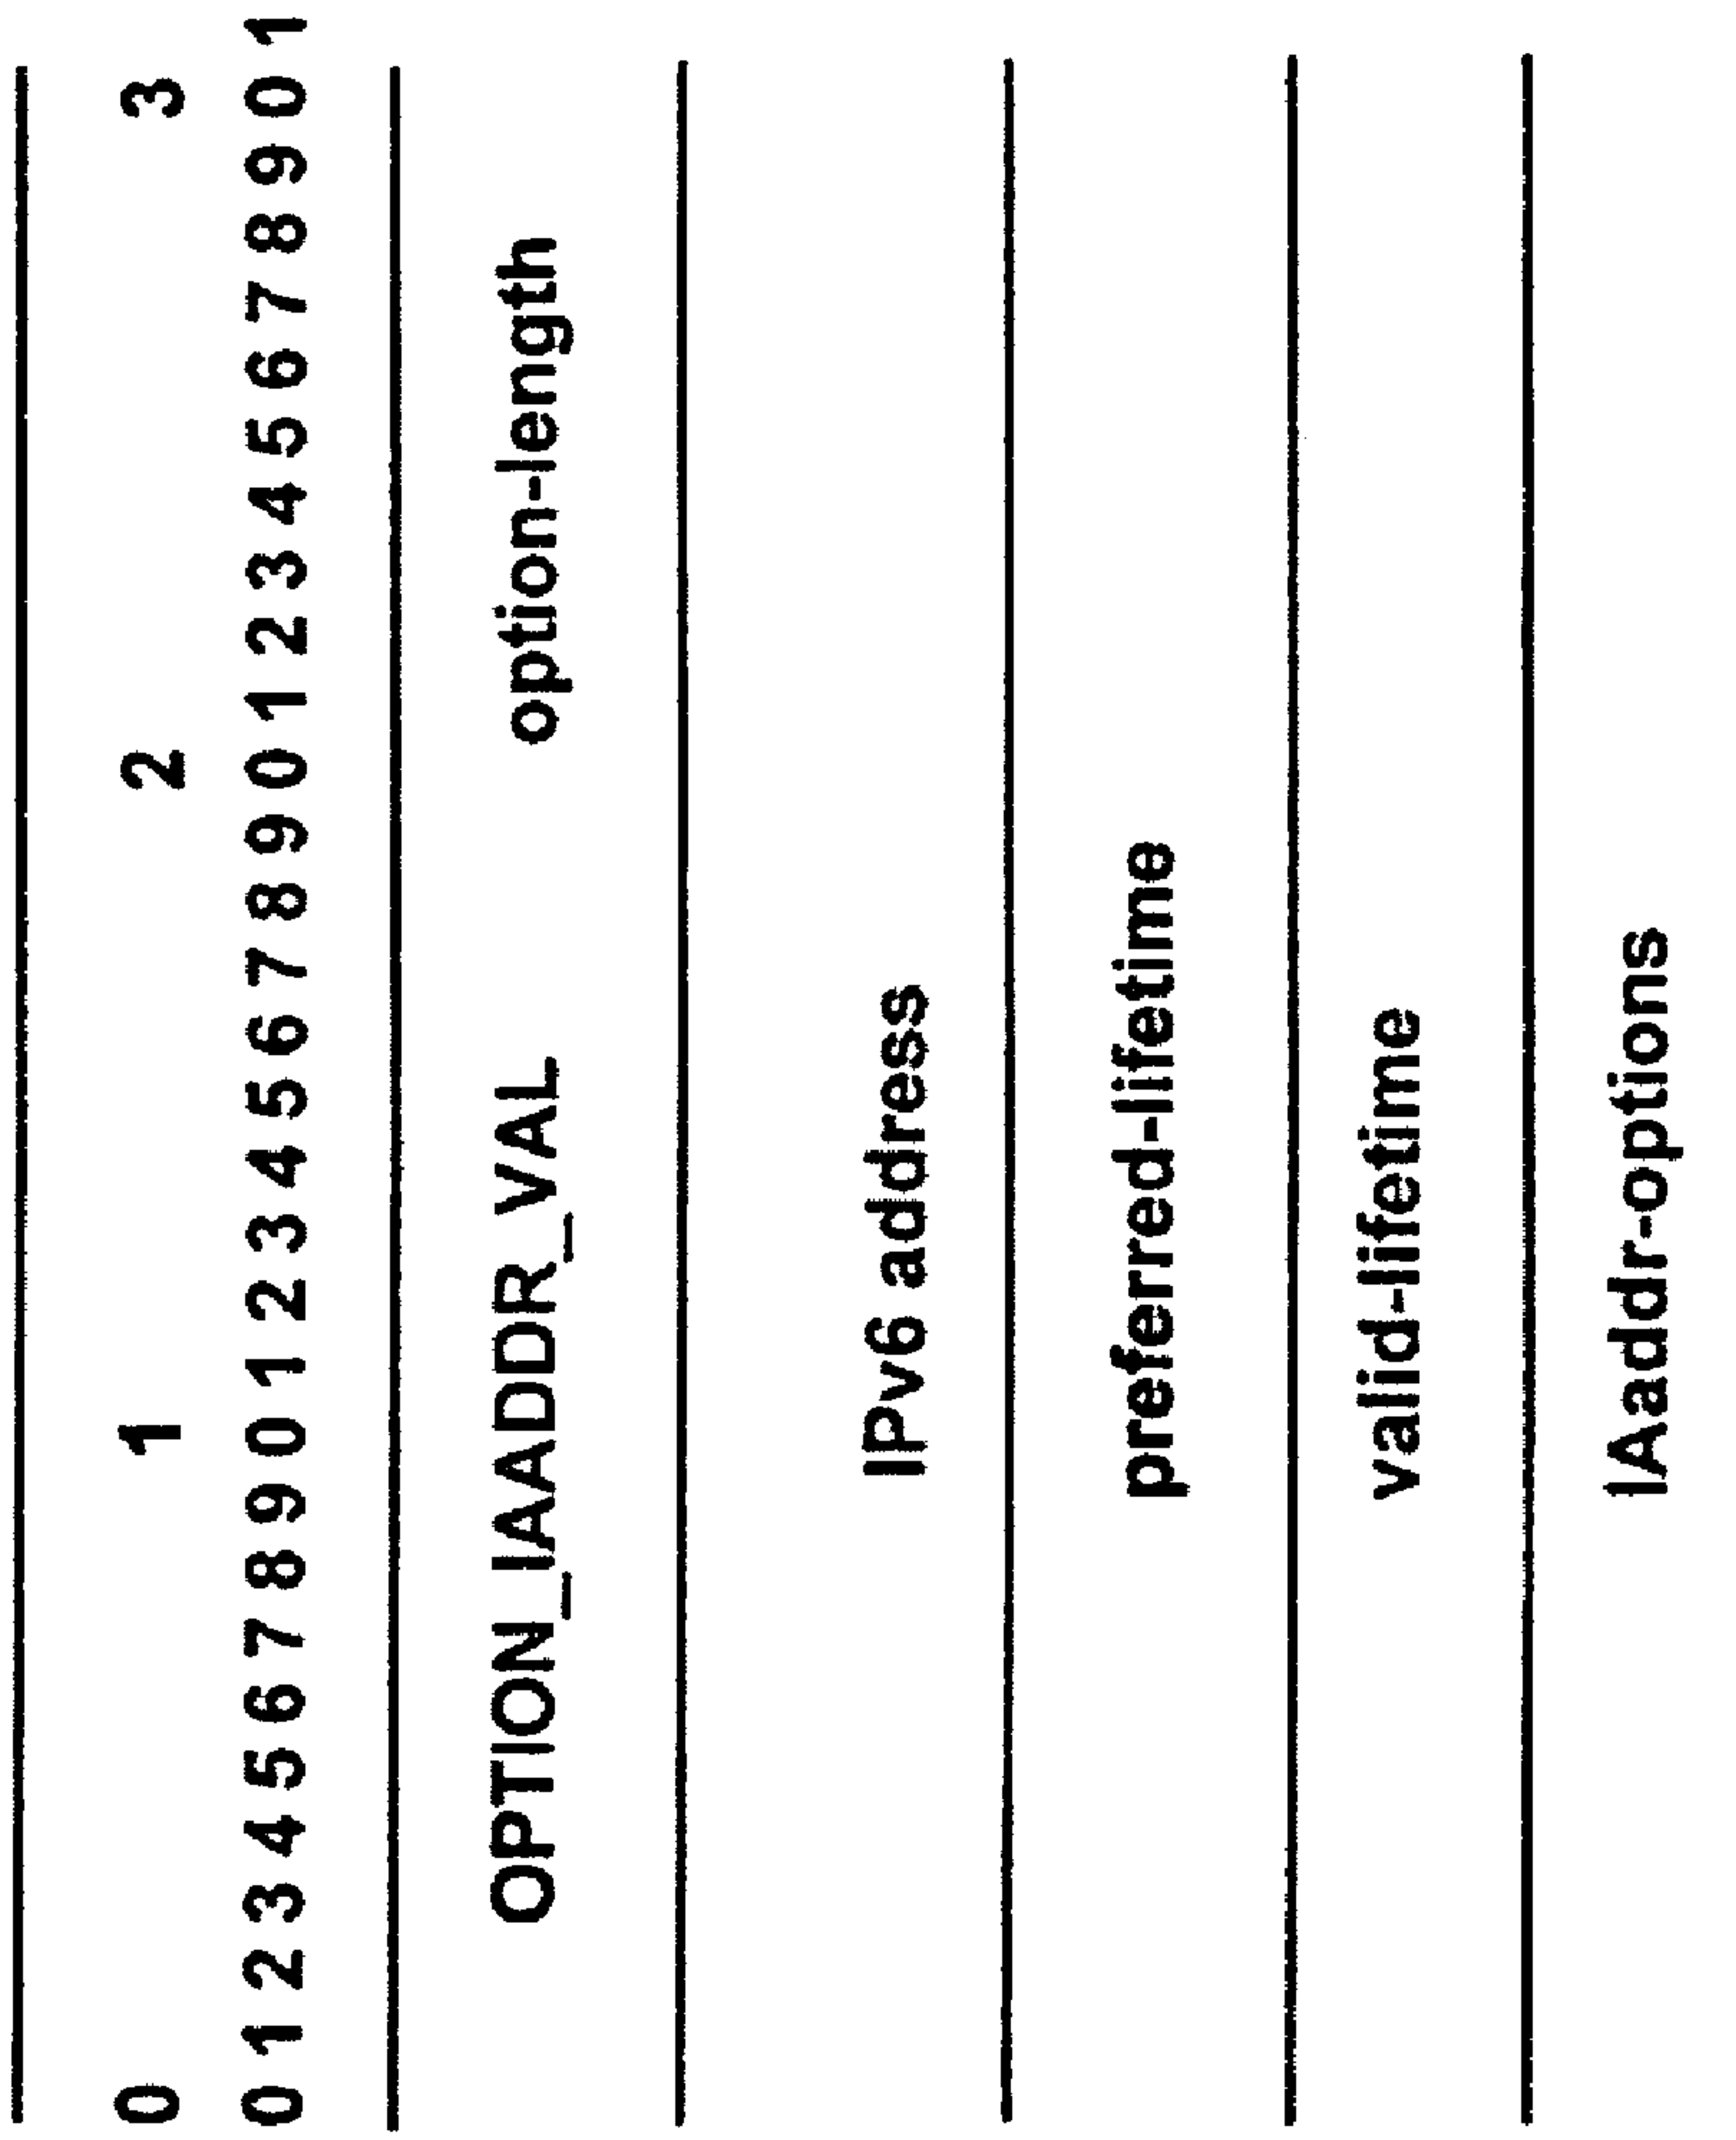 0 1 2 3
0 1 2 3 4 5 6 7 8 9 0 1 2 3 4 5 6 7 8 9 0 1 2 3 4 5 6 7 8 9 0 1
OPTION_IAADDR_VAL option-length
IPv6 address
preferred-lifetime
valid-lifetime
IAaddr-options